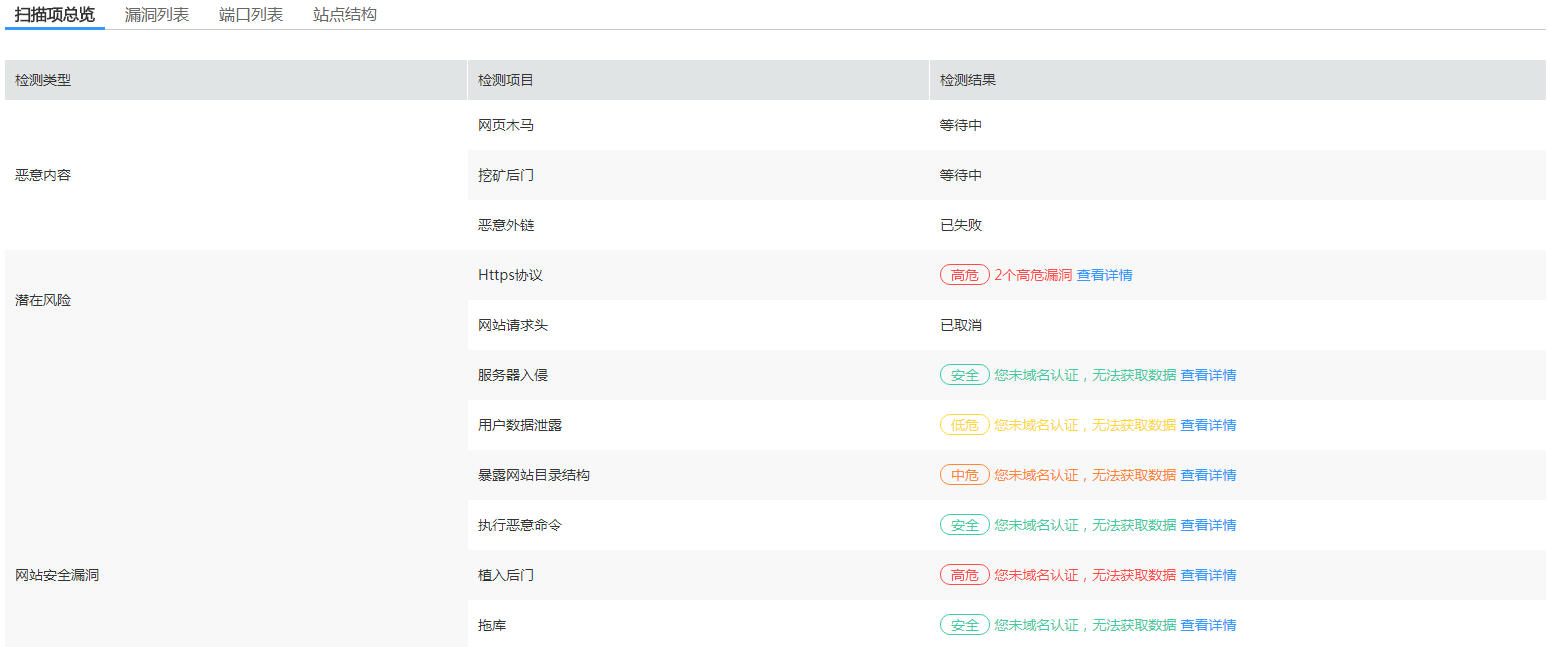 扫描项总览 漏洞列表 端口列表 站点结构
检测类型 检测项目 检测结果
网页木马 等待中
恶意内容 挖矿后门 等待中
恶意外链 已失败
Https协议 高危 2个高危漏洞 查看详情
潜在风险
网站请求头 已取消
服务器入侵 安全 您未域名认证，无法获取数据 查看详情
用户数据泄露 低危 您未域名认证，无法获取数据 查看详情
暴露网站目录结构 中危 您未域名认证，无法获取数据 查看详情
执行恶意命令 安全 您未域名认证，无法获取数据 查看详情
网站安全漏洞 植入后门 高危 您未域名认证，无法获取数据 查看详情
拖库 安全 您未域名认证，无法获取数据 查看详情